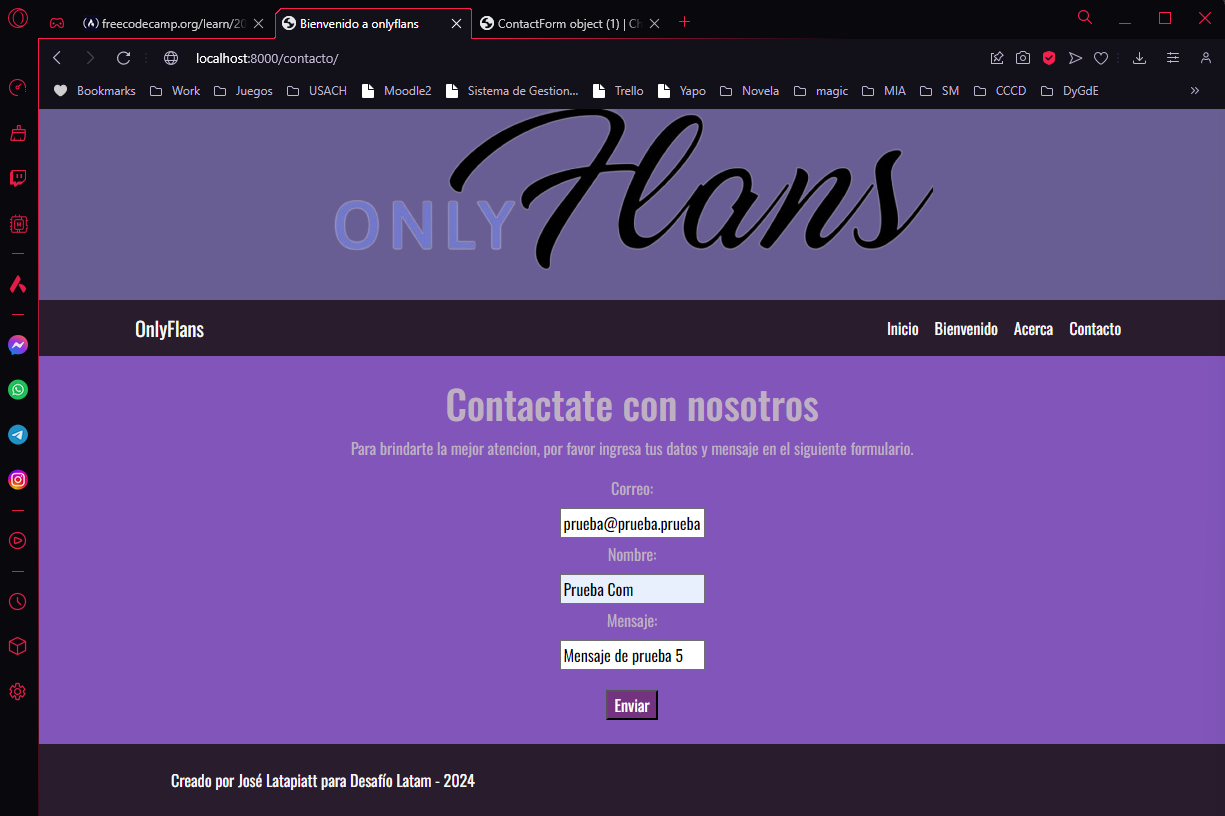 freecodecamp.org/learn/20
Bienvenido a onlyflans
ContactForm object (1) | Ch
localhost:8000/contacto/
Bookmarks Work Juegos USACH Moodle2 Sistema de Gestion... Trello Yapo Novela magic MIA SM CCCD DyGdE
ONLY Flans
OnlyFlans Inicio Bienvenido Acerca Contacto
Contactate con nosotros
Para brindarte la mejor atencion, por favor ingresa tus datos y mensaje en el siguiente formulario.
Correo:
prueba@prueba.prueba
Nombre:
Prueba Com
Mensaje:
Mensaje de prueba 5
Enviar
Creado por José Latapiatt para Desafío Latam - 2024